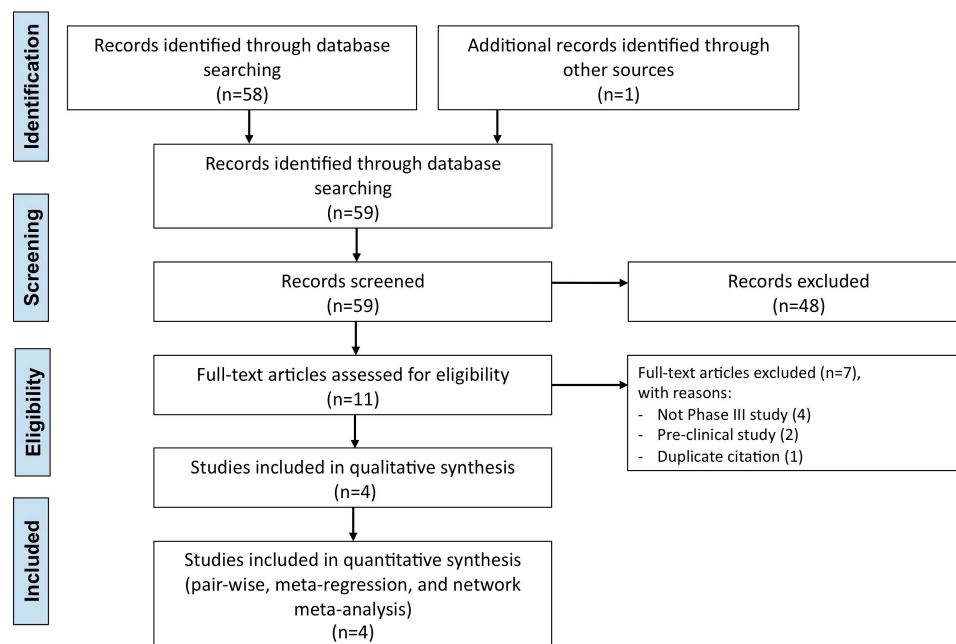 Identification
Records identified through database
searching
(n=58)
Additional records identified through
other sources
(n=1)
Records identified through database
searching
(n=59)
Screening
Records screened
(n=59)
Records excluded
(n=48)
Eligibility
Full-text articles assessed for eligibility
(n=11)
Full-text articles excluded (n=7),
with reasons:
- Not Phase III study (4)
- Pre-clinical study (2)
- Duplicate citation (1)
Studies included in qualitative synthesis
(n=4)
Included
Studies included in quantitative synthesis
(pair-wise, meta-regression, and network
meta-analysis)
(n=4)